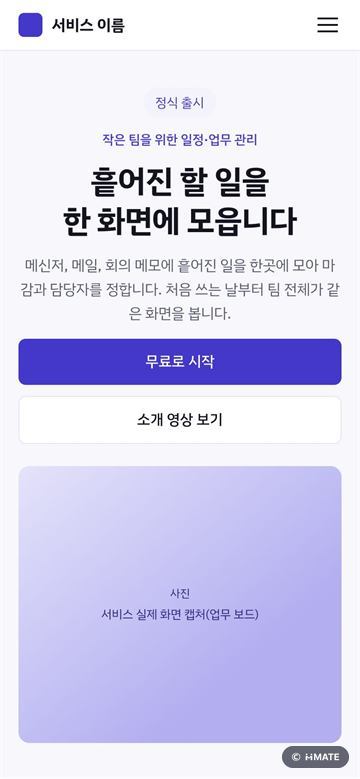 서비스 이름
정식 출시
작은 팀을 위한 일정·업무 관리
흩어진 할 일을
한 화면에 모읍니다
메신저, 메일, 회의 메모에 흩어진 일을 한곳에 모아 마
감과 담당자를 정합니다. 처음 쓰는 날부터 팀 전체가 같
은 화면을 봅니다.
무료로 시작
소개 영상 보기
사진
서비스 실제 화면 캡처(업무 보드)
© HMATE